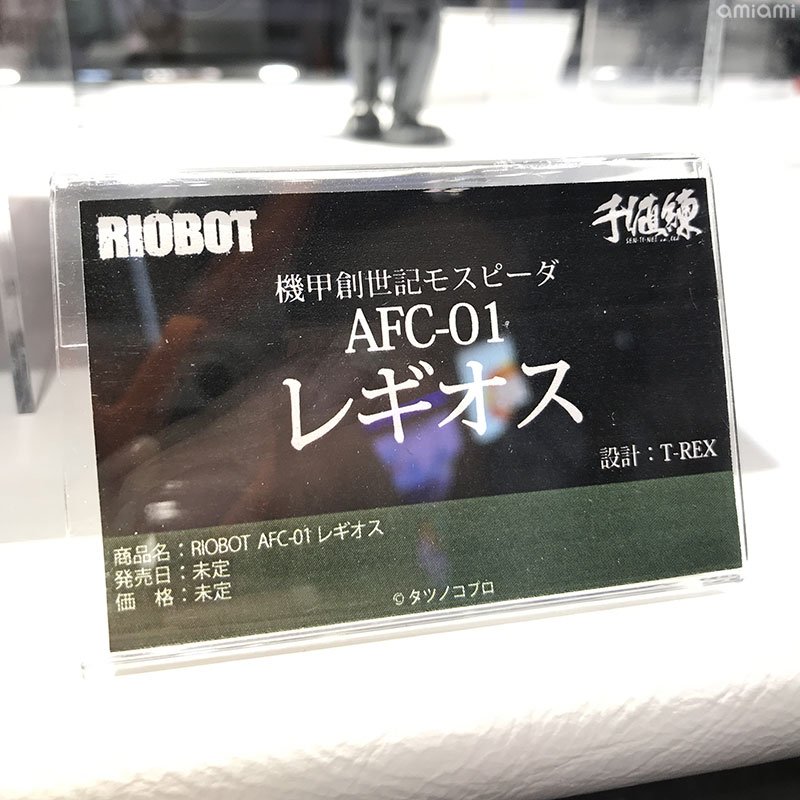 amiami
RIOBOT
千値練
SEN-TI-NEL co.,ltd
機甲創世記モスピーダ
AFC-01
レギオス
設計：T-REX
商品名：RIOBOT AFC-01 レギオス
発売日：未定
価　格：未定
©タツノコプロ